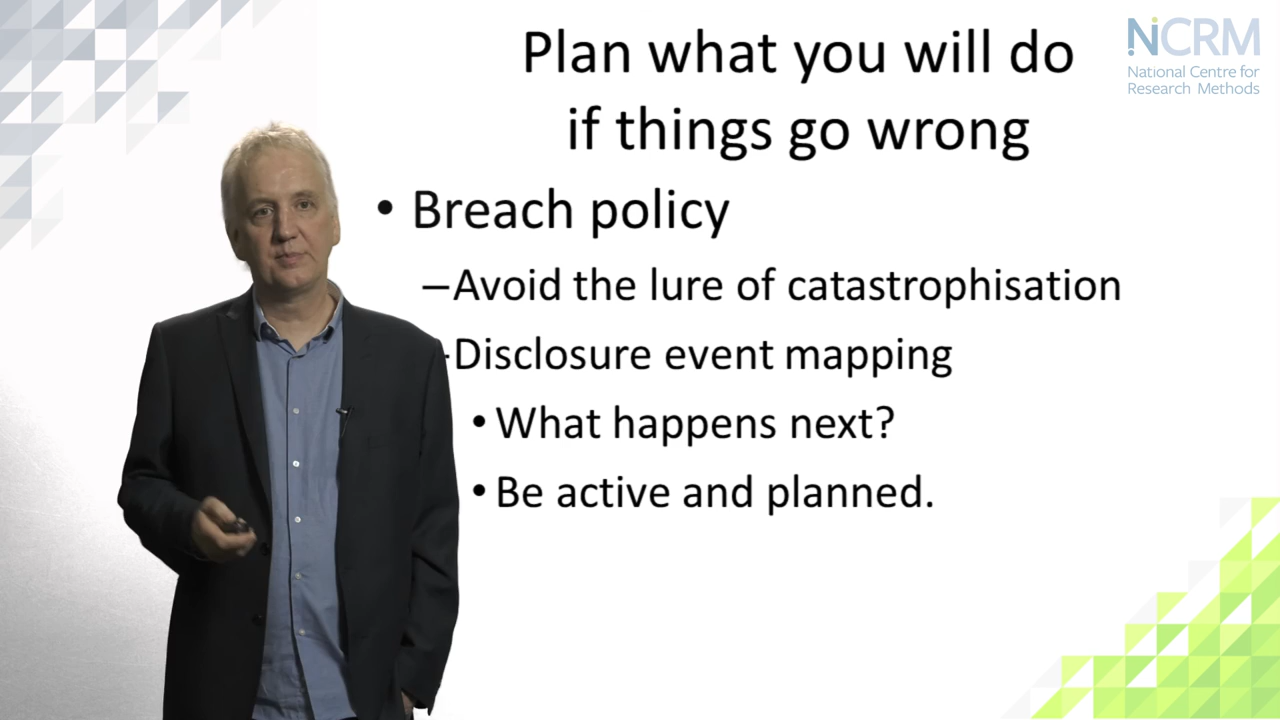 Plan what you will do
if things go wrong
NCRM
National Centre for
Research Methods
• Breach policy
–Avoid the lure of catastrophisation
-Disclosure event mapping
• What happens next?
• Be active and planned.